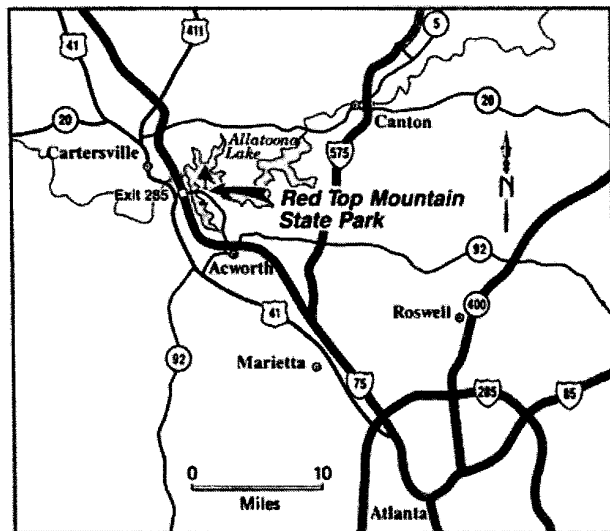 41
411
5
20
20
Canton
Allatoona
Lake
Cartersville
575
N
Exit 285
Red Top Mountain
State Park
92
Acworth
400
41
Roswell
92
Marietta
75
285
85
0 10
Miles
Atlanta